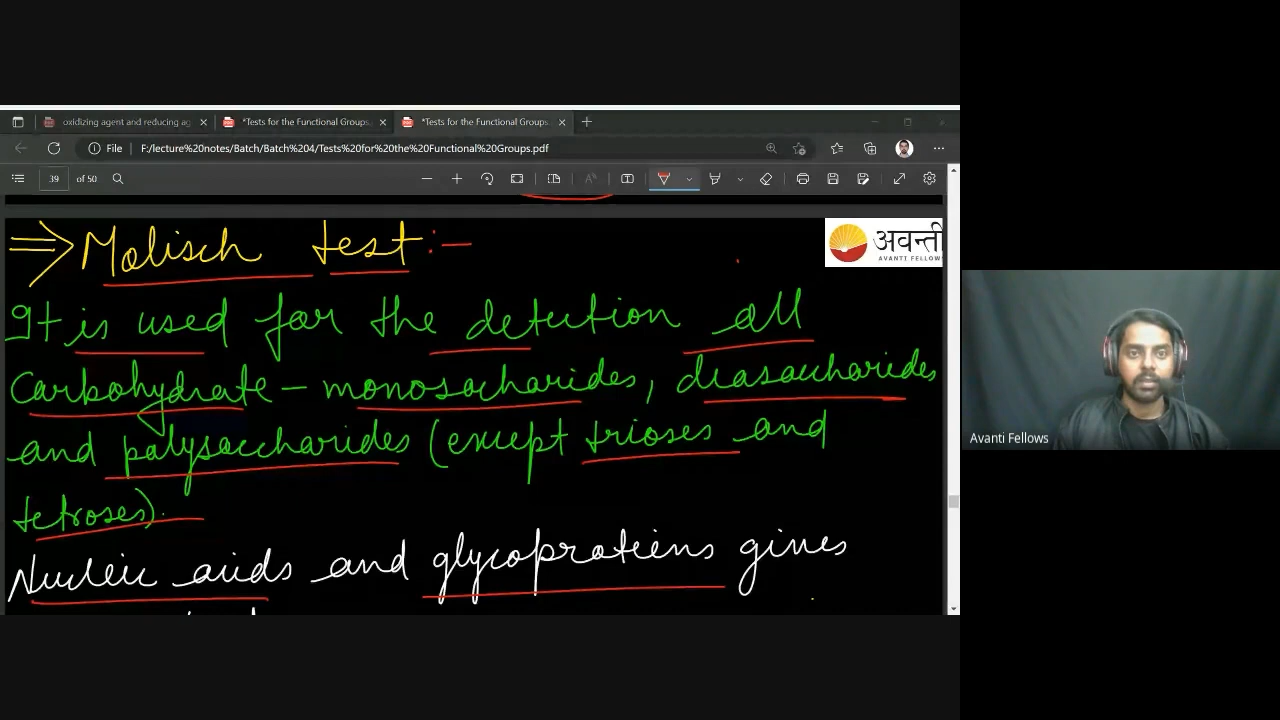 oxidizing agent and reducing ag
*Tests for the Functional Groups.
*Tests for the Functional Groups.
File
F:/lecture%20notes/Batch/Batch%204/Tests%20for%20the%20Functional%20Groups.pdf
39 of 50
⇒ Molisch test :-
अवन्ती
AVANTI FELLOWS
It is used for the detection all
Carbohydrate – monosacharides, diasaccharides
and polysaccharides (except trioses and
tetroses).
Nucleic acids and glycoproteins gives
Avanti Fellows